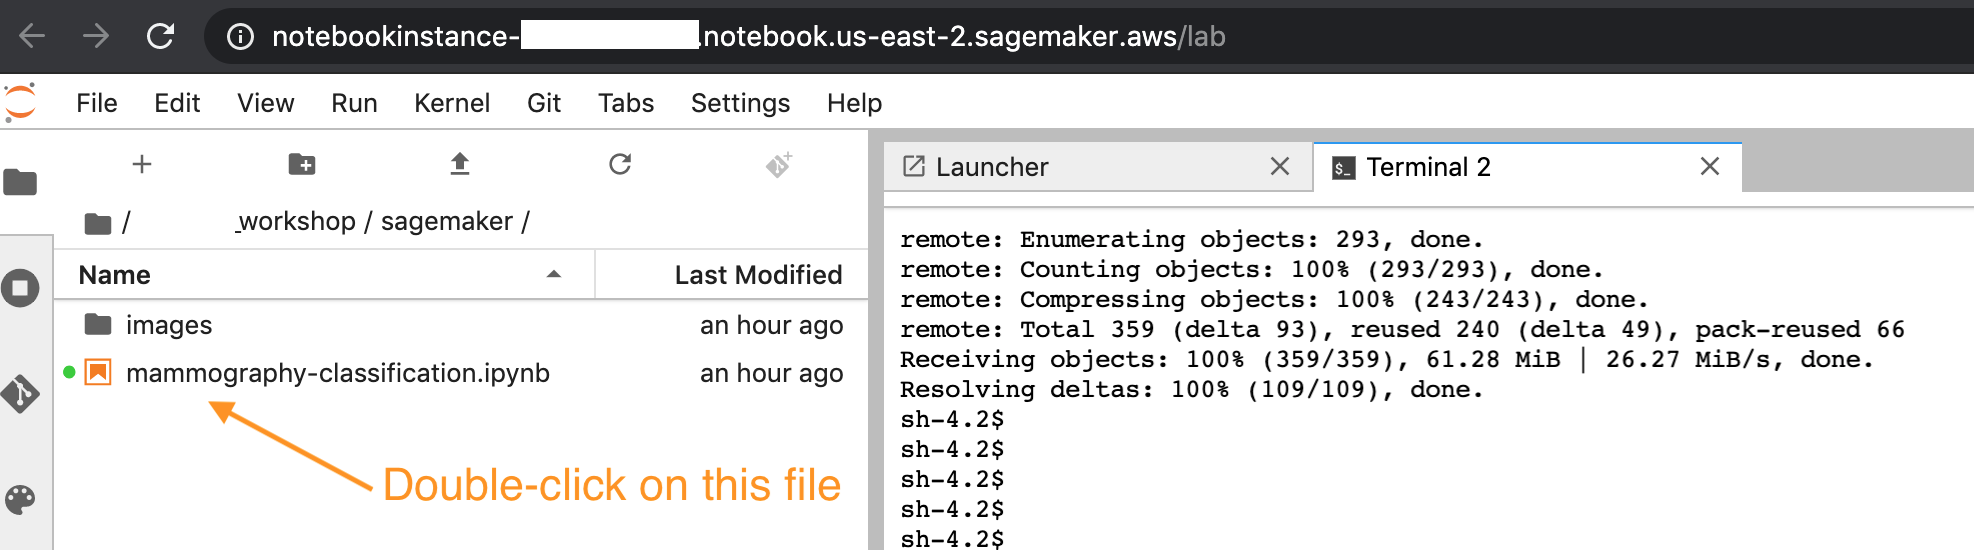 notebookinstance- .notebook.us-east-2.sagemaker.aws/lab
File Edit View Run Kernel Git Tabs Settings Help
Launcher
Terminal 2
/ _workshop / sagemaker /
Name Last Modified
images an hour ago
mammography-classification.ipynb an hour ago
Double-click on this file
remote: Enumerating objects: 293, done.
remote: Counting objects: 100% (293/293), done.
remote: Compressing objects: 100% (243/243), done.
remote: Total 359 (delta 93), reused 240 (delta 49), pack-reused 66
Receiving objects: 100% (359/359), 61.28 MiB | 26.27 MiB/s, done.
Resolving deltas: 100% (109/109), done.
sh-4.2$
sh-4.2$
sh-4.2$
sh-4.2$
sh-4.2$